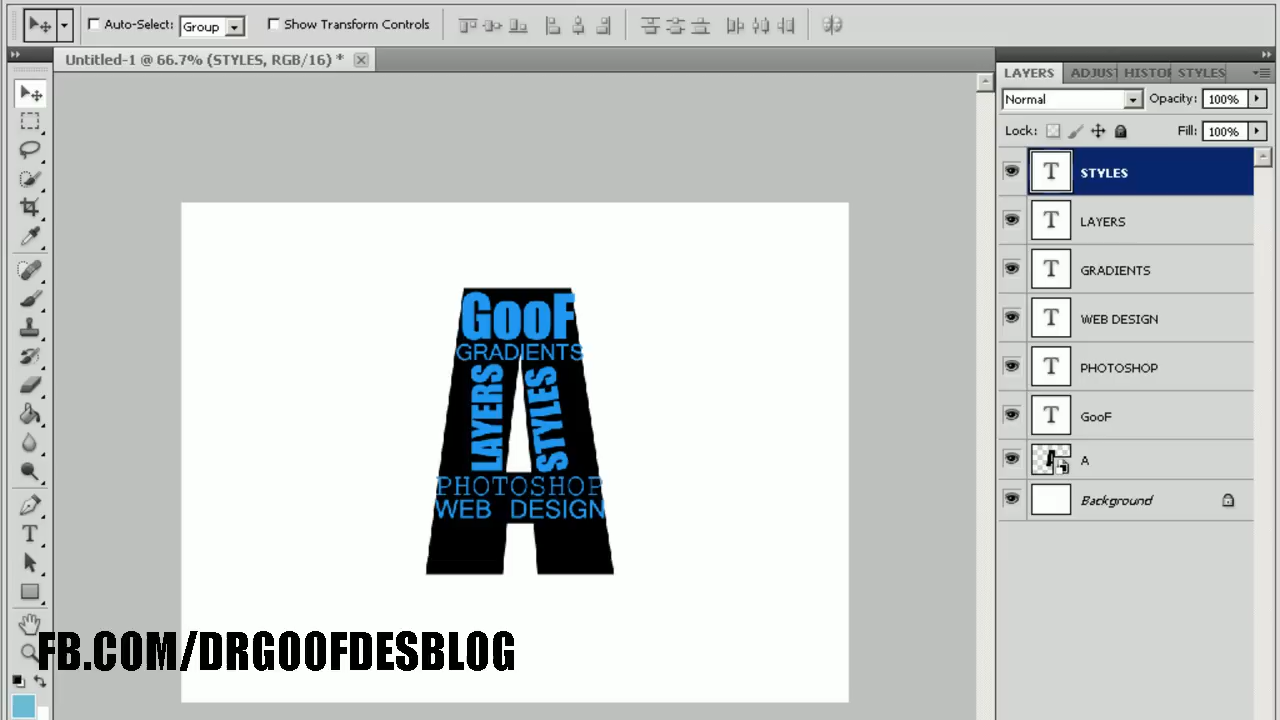 Auto-Select: Group Show Transform Controls
Untitled-1 @ 66.7% (STYLES, RGB/16) *
LAYERS ADJUST HISTOR STYLES
Normal Opacity: 100%
Lock: Fill: 100%
T STYLES
T LAYERS
T GRADIENTS
T WEB DESIGN
T PHOTOSHOP
T GooF
A
Background
GooF
GRADIENTS
LAYERS
STYLES
PHOTOSHOP
WEB DESIGN
T
FB.COM/DRGOOFDESBLOG